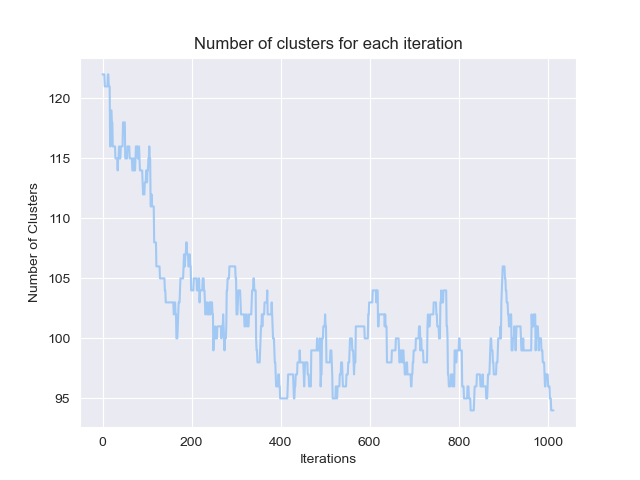 Number of clusters for each iteration
Number of Clusters
120
115
110
105
100
95
0 200 400 600 800 1000
Iterations